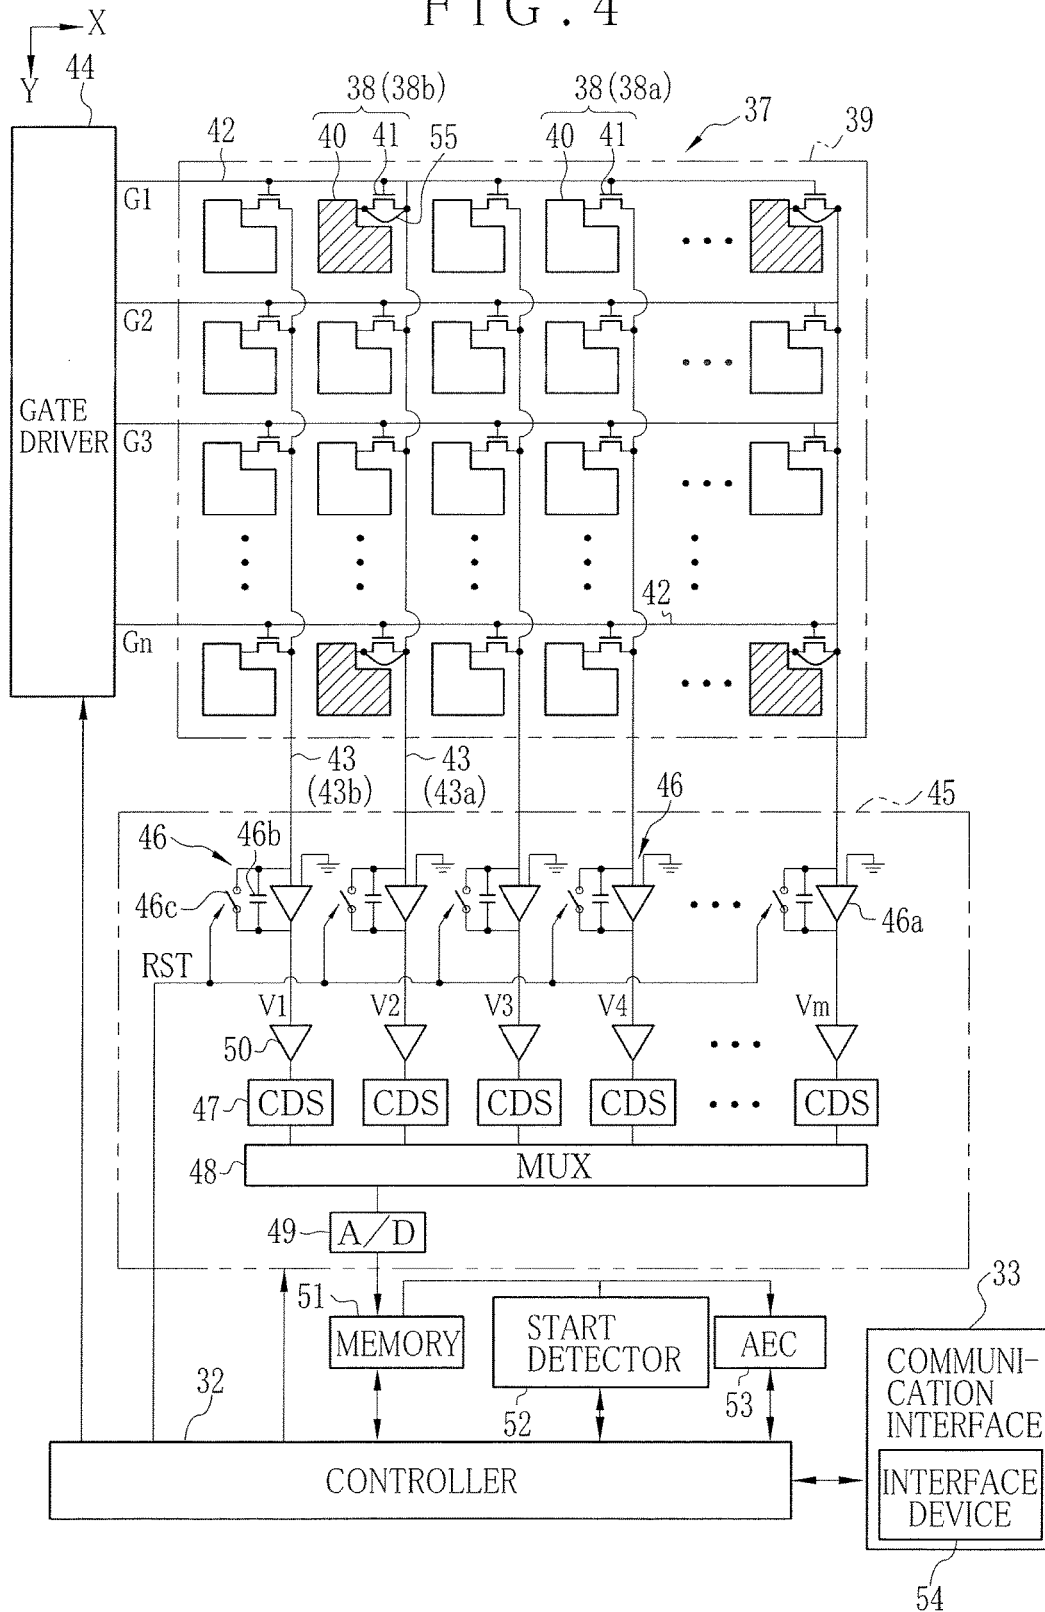 FIG. 4
X
Y
44
38 (38b)
38 (38a)
37
39
42
40
41
55
40
41
G1
G2
GATE
DRIVER
G3
42
Gn
43
(43b)
43
(43a)
46
45
46
46b
46c
46a
RST
V1
V2
V3
V4
Vm
50
47
CDS
CDS
CDS
CDS
CDS
48
MUX
49
A/D
51
MEMORY
START
DETECTOR
52
AEC
53
33
COMMUNI-
CATION
INTERFACE
INTERFACE
DEVICE
54
32
CONTROLLER